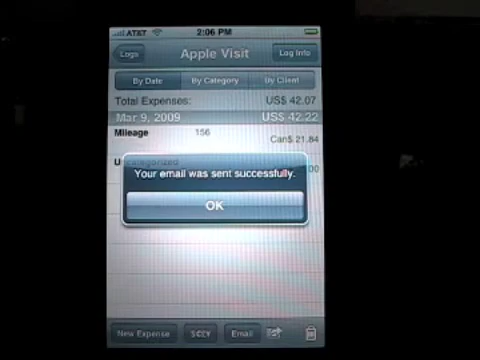 AT&T 2:06 PM
Logs Apple Visit Log Info
By Date By Category By Client
Total Expenses: US$ 42.07
Mar 9, 2009 US$ 42.22
Mileage 156 Can$ 21.84
Uncategorized 00
Your email was sent successfully.
OK
New Expense Email